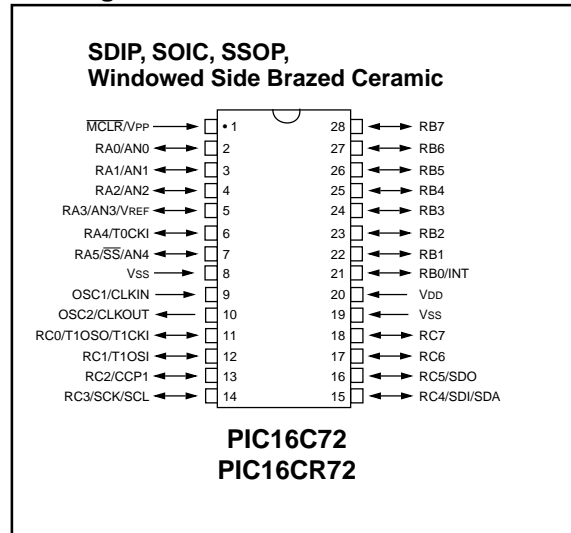 SDIP, SOIC, SSOP,
Windowed Side Brazed Ceramic
MCLR/VPP
RA0/AN0
RA1/AN1
RA2/AN2
RA3/AN3/VREF
RA4/T0CKI
RA5/SS/AN4
VSS
OSC1/CLKIN
OSC2/CLKOUT
RC0/T1OSO/T1CKI
RC1/T1OSI
RC2/CCP1
RC3/SCK/SCL
• 1
2
3
4
5
6
7
8
9
10
11
12
13
14
28
27
26
25
24
23
22
21
20
19
18
17
16
15
RB7
RB6
RB5
RB4
RB3
RB2
RB1
RB0/INT
VDD
VSS
RC7
RC6
RC5/SDO
RC4/SDI/SDA
PIC16C72
PIC16CR72